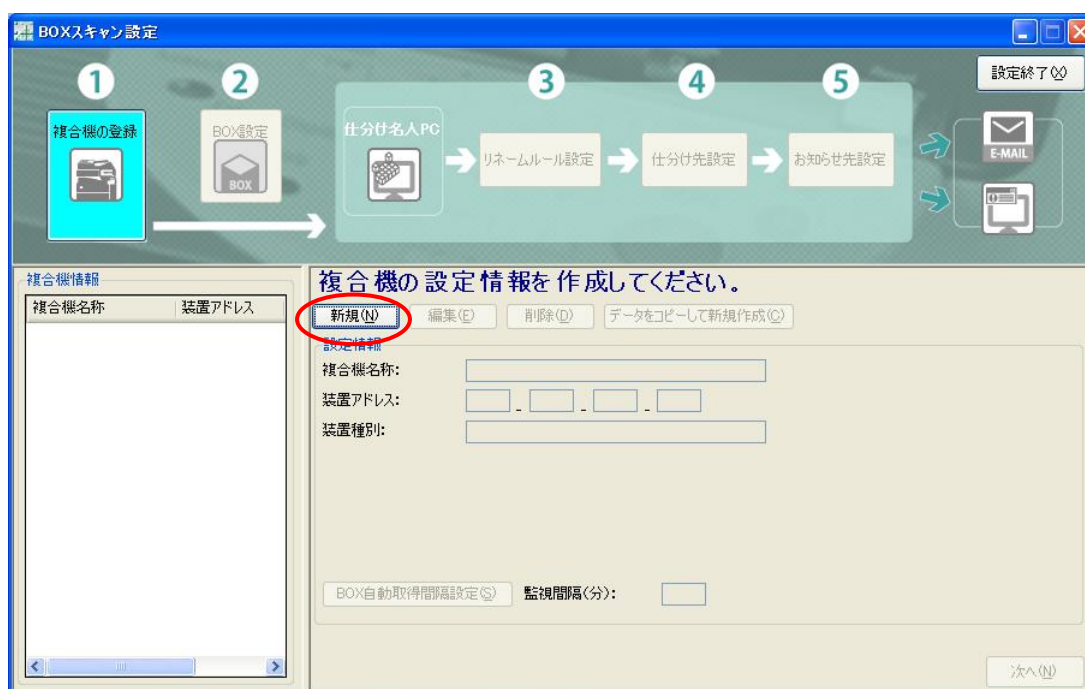 BOXスキャン設定
設定終了(X)
1
2
3
4
5
複合機の登録
BOX設定
BOX
仕分け名人PC
リネームルール設定
仕分け先設定
お知らせ先設定
E-MAIL
複合機情報
複合機名称 装置アドレス
複合機の設定情報を作成してください。
新規(N) 編集(E) 削除(D) データをコピーして新規作成(C)
設定情報
複合機名称:
装置アドレス:
装置種別:
BOX自動取得間隔設定(S) 監視間隔(分):
次へ(N)